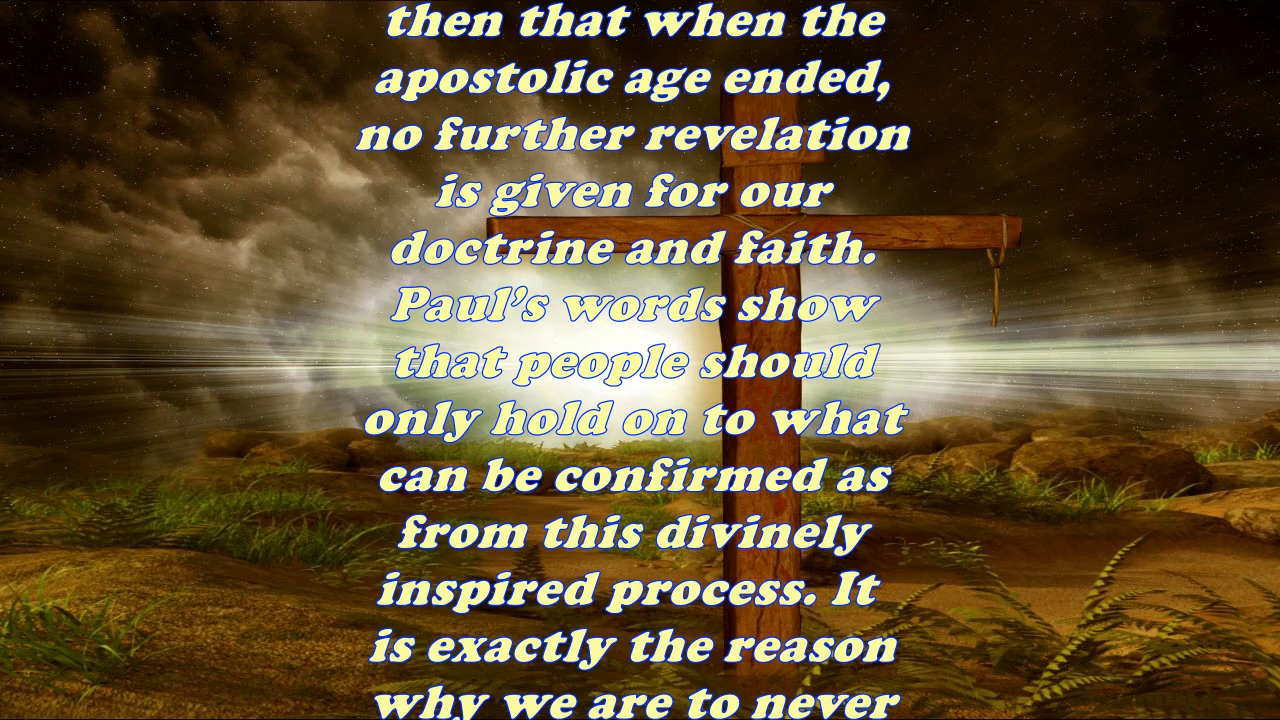 then that when the
apostolic age ended,
no further revelation
is given for our
doctrine and faith.
Paul’s words show
that people should
only hold on to what
can be confirmed as
from this divinely
inspired process. It
is exactly the reason
why we are to never